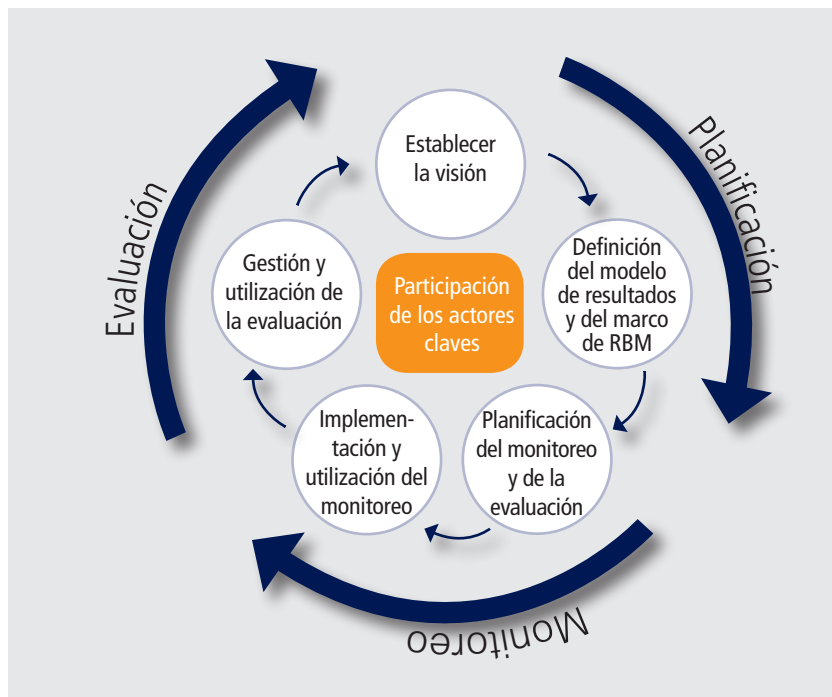 Establecer
la visión
Planificación
Definición
del modelo
de resultados
y del marco
de RBM
Planificación
del monitoreo
y de la
evaluación
Monitoreo
Implemen-
tación y
utilización del
monitoreo
Evaluación
Gestión y
utilización de
la evaluación
Participación
de los actores
claves